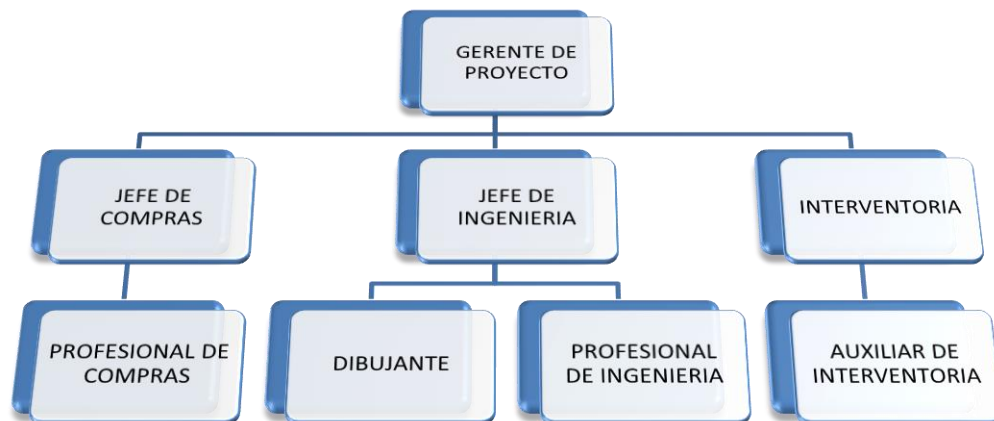 GERENTE DE
PROYECTO
JEFE DE
COMPRAS
JEFE DE
INGENIERIA
INTERVENTORIA
PROFESIONAL DE
COMPRAS
DIBUJANTE
PROFESIONAL
DE INGENIERIA
AUXILIAR DE
INTERVENTORIA